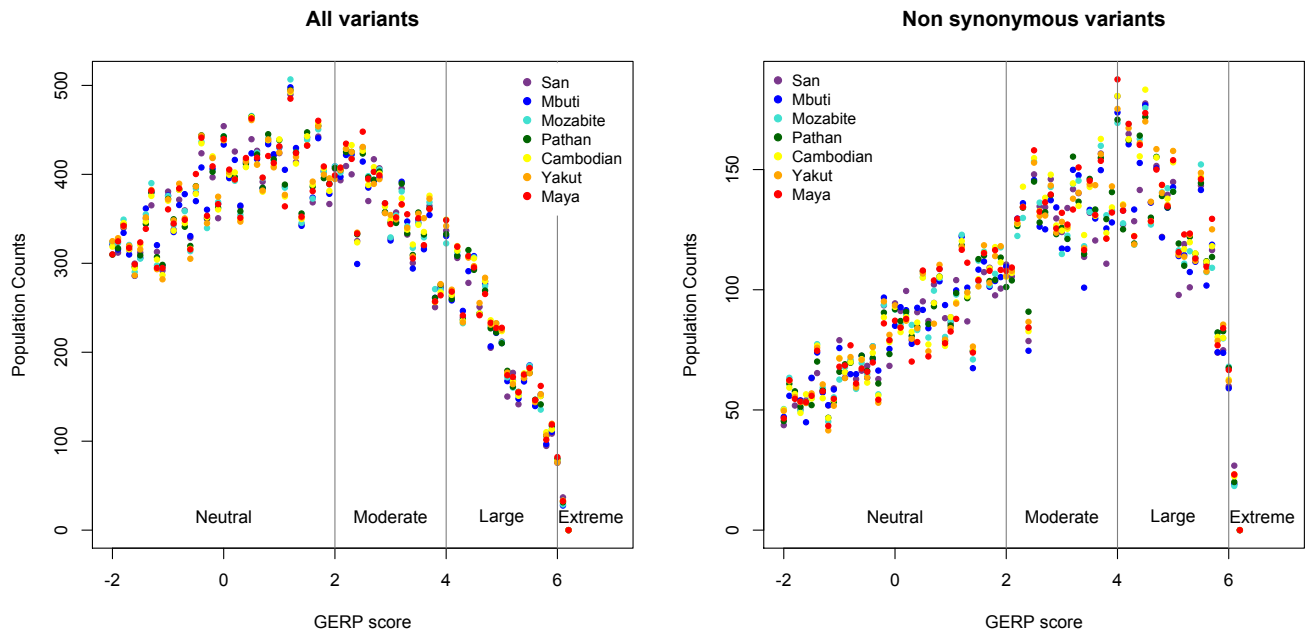 All variants
Population Counts
500
400
300
200
100
0
San
Mbuti
Mozabite
Pathan
Cambodian
Yakut
Maya
Neutral Moderate Large Extreme
-2 0 2 4 6
GERP score
Non synonymous variants
Population Counts
150
100
50
0
San
Mbuti
Mozabite
Pathan
Cambodian
Yakut
Maya
Neutral Moderate Large Extreme
-2 0 2 4 6
GERP score